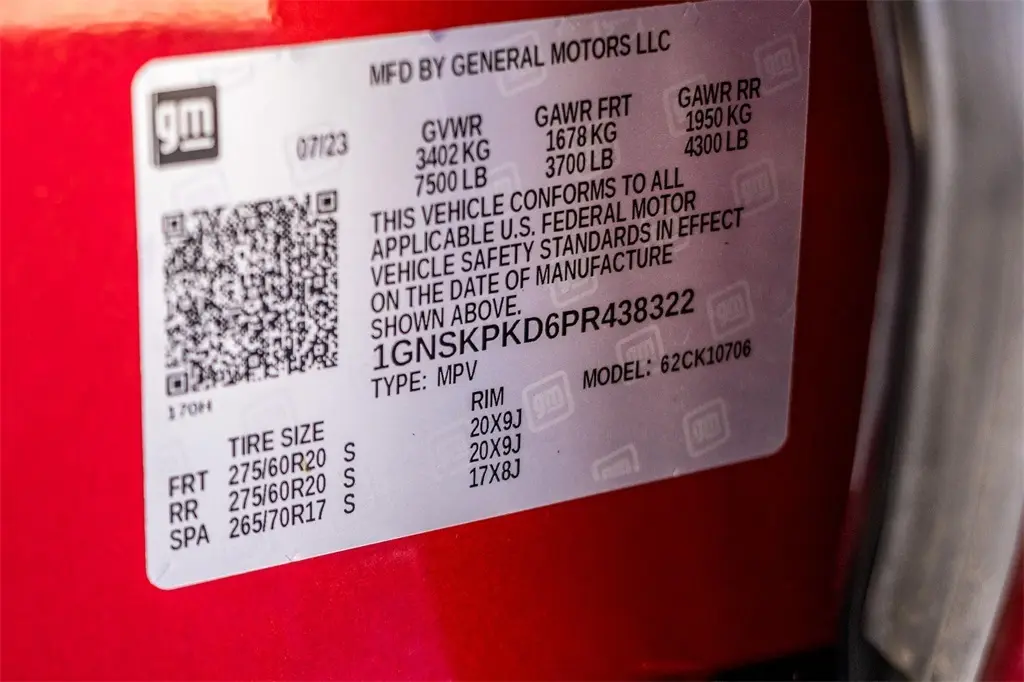 MFD BY GENERAL MOTORS LLC
gm
07/23
GVWR GAWR FRT GAWR RR
3402 KG 1678 KG 1950 KG
7500 LB 3700 LB 4300 LB
THIS VEHICLE CONFORMS TO ALL
APPLICABLE U.S. FEDERAL MOTOR
VEHICLE SAFETY STANDARDS IN EFFECT
ON THE DATE OF MANUFACTURE
SHOWN ABOVE.
1GNSKPKD6PR438322
TYPE: MPV MODEL: 62CK10706
170H
TIRE SIZE RIM
FRT 275/60R20 S 20X9J
RR 275/60R20 S 20X9J
SPA 265/70R17 S 17X8J